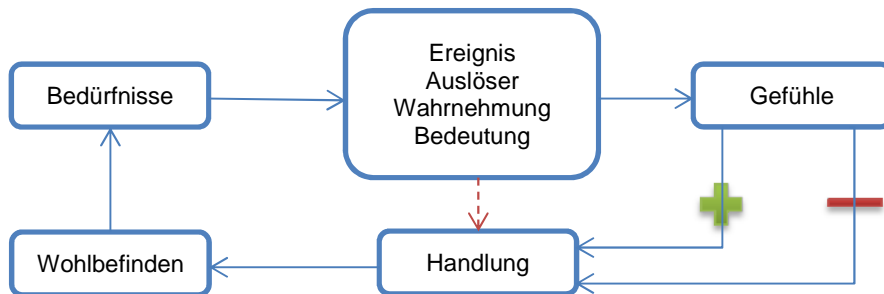 Bedürfnisse
Ereignis
Auslöser
Wahrnehmung
Bedeutung
Gefühle
Wohlbefinden
Handlung